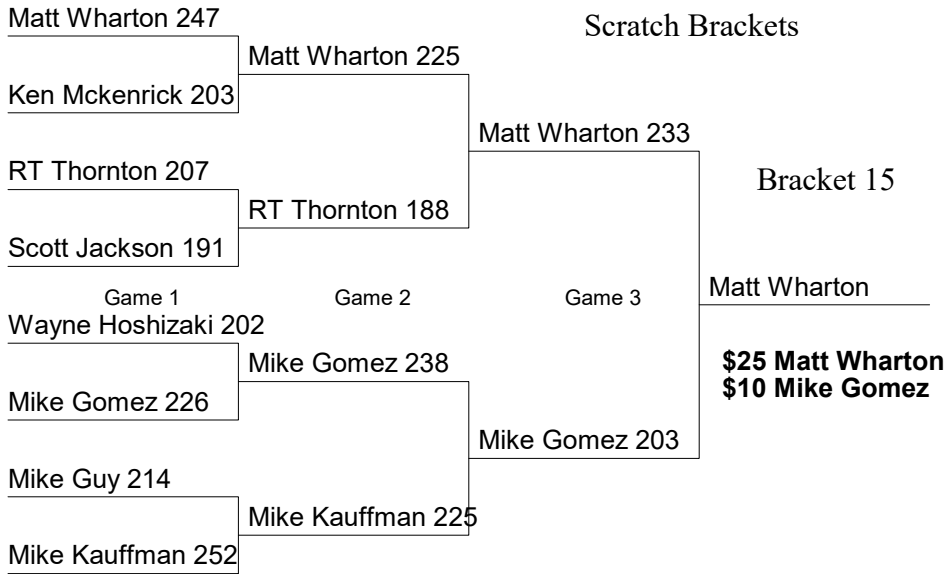 Matt Wharton 247
Scratch Brackets
Matt Wharton 225
Ken Mckenrick 203
Matt Wharton 233
RT Thornton 207
Bracket 15
RT Thornton 188
Scott Jackson 191
Game 1
Game 2
Game 3
Matt Wharton
Wayne Hoshizaki 202
Mike Gomez 238
$25 Matt Wharton
$10 Mike Gomez
Mike Gomez 226
Mike Gomez 203
Mike Guy 214
Mike Kauffman 225
Mike Kauffman 252